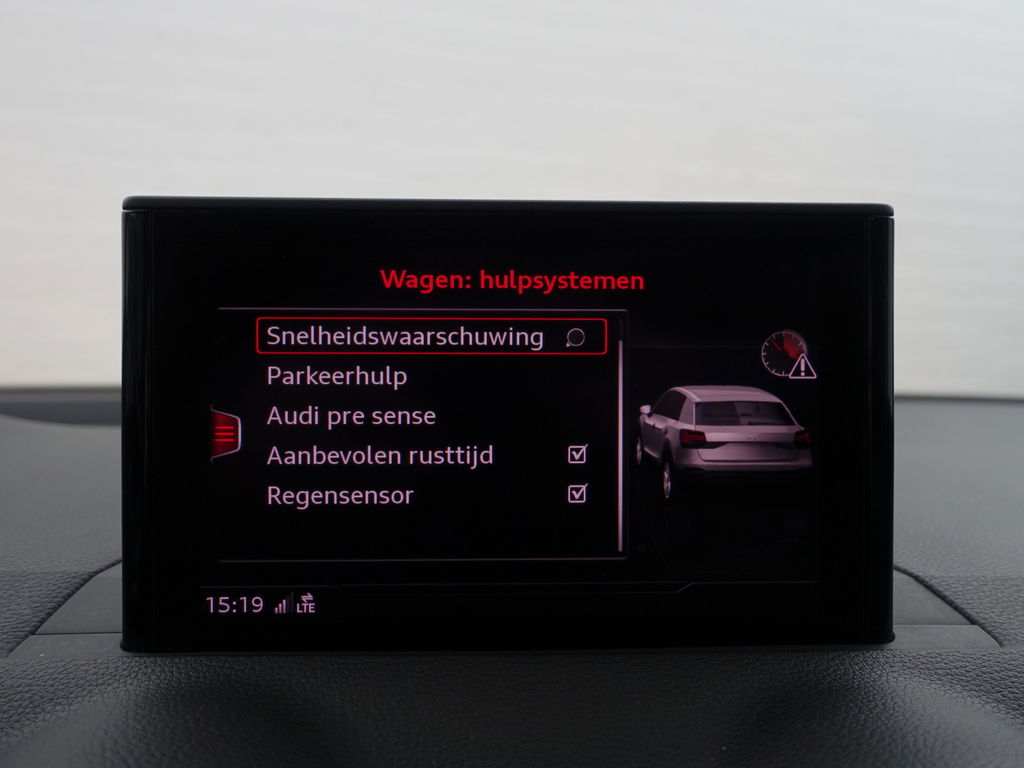 Wagen: hulpsystemen
Snelheidswaarschuwing
Parkeerhulp
Audi pre sense
Aanbevolen rusttijd
Regensensor
15:19 LTE